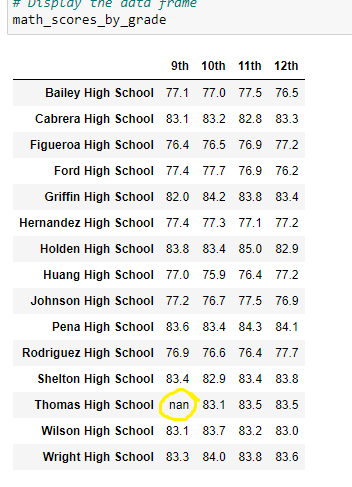 # Display the data frame
math_scores_by_grade
9th 10th 11th 12th
Bailey High School 77.1 77.0 77.5 76.5
Cabrera High School 83.1 83.2 82.8 83.3
Figueroa High School 76.4 76.5 76.9 77.2
Ford High School 77.4 77.7 76.9 76.2
Griffin High School 82.0 84.2 83.8 83.4
Hernandez High School 77.4 77.3 77.1 77.2
Holden High School 83.8 83.4 85.0 82.9
Huang High School 77.0 75.9 76.4 77.2
Johnson High School 77.2 76.7 77.5 76.9
Pena High School 83.6 83.4 84.3 84.1
Rodriguez High School 76.9 76.6 76.4 77.7
Shelton High School 83.4 82.9 83.4 83.8
Thomas High School nan 83.1 83.5 83.5
Wilson High School 83.1 83.7 83.2 83.0
Wright High School 83.3 84.0 83.8 83.6